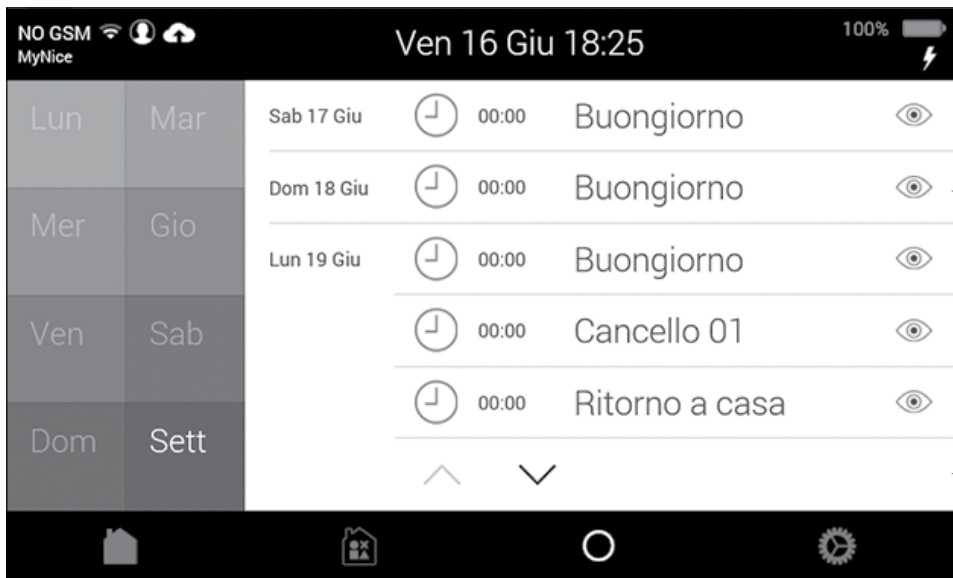 NO GSM
MyNice
Ven 16 Giu 18:25
100%
Lun Mar
Mer Gio
Ven Sab
Dom Sett
Sab 17 Giu 00:00 Buongiorno
Dom 18 Giu 00:00 Buongiorno
Lun 19 Giu 00:00 Buongiorno
00:00 Cancello 01
00:00 Ritorno a casa